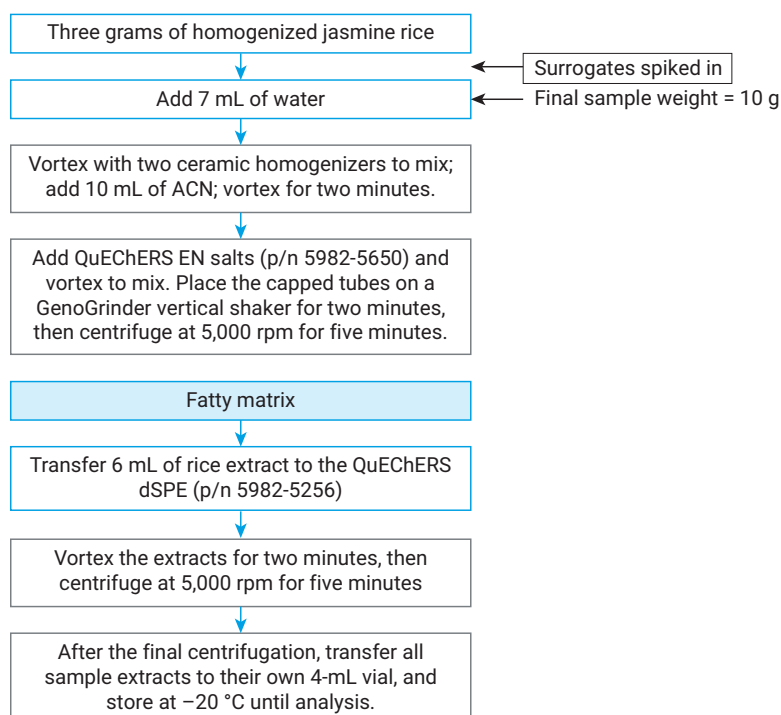 Three grams of homogenized jasmine rice
Surrogates spiked in
Add 7 mL of water
Final sample weight = 10 g
Vortex with two ceramic homogenizers to mix;
add 10 mL of ACN; vortex for two minutes.
Add QuEChERS EN salts (p/n 5982-5650) and
vortex to mix. Place the capped tubes on a
GenoGrinder vertical shaker for two minutes,
then centrifuge at 5,000 rpm for five minutes.
Fatty matrix
Transfer 6 mL of rice extract to the QuEChERS
dSPE (p/n 5982-5256)
Vortex the extracts for two minutes, then
centrifuge at 5,000 rpm for five minutes
After the final centrifugation, transfer all
sample extracts to their own 4-mL vial, and
store at −20 °C until analysis.